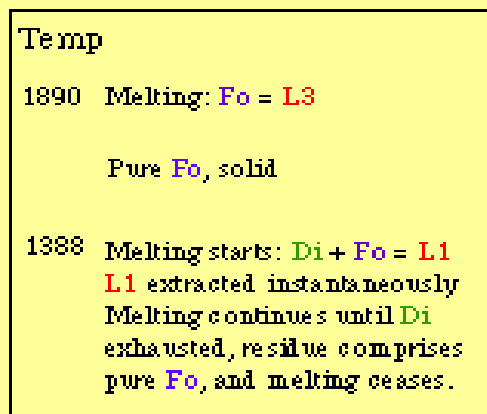 Temp
1890 Melting: Fo = L3
Pure Fo, solid
1388 Melting starts: Di + Fo = L1
L1 extracted instantaneously
Melting continues until Di
exhausted, residue comprises
pure Fo, and melting ceases.